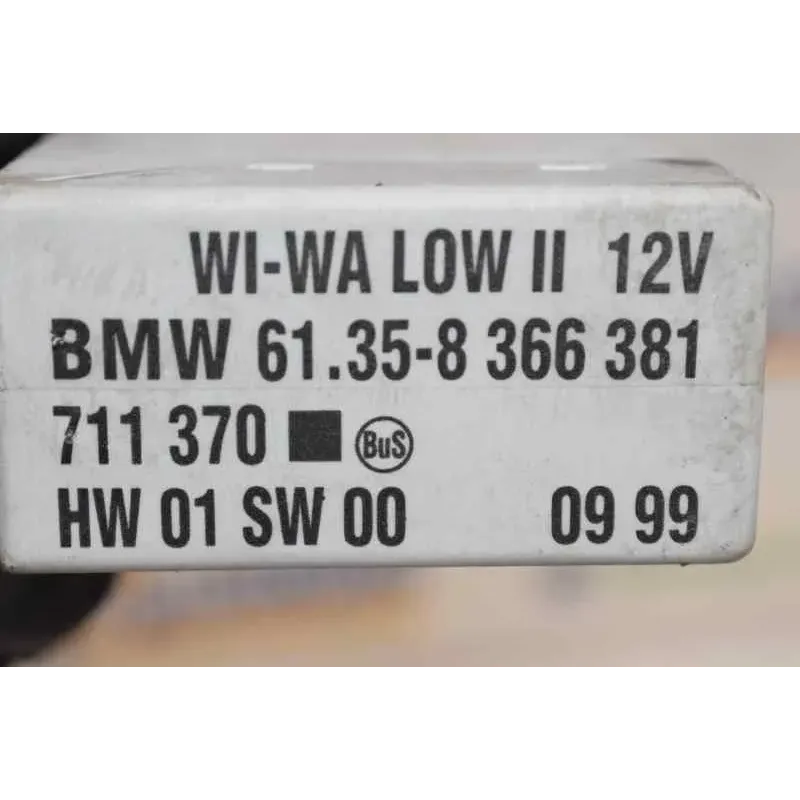 WI-WA LOW II 12V
BMW 61.35-8 366 381
711 370 BuS
HW 01 SW 00 09 99